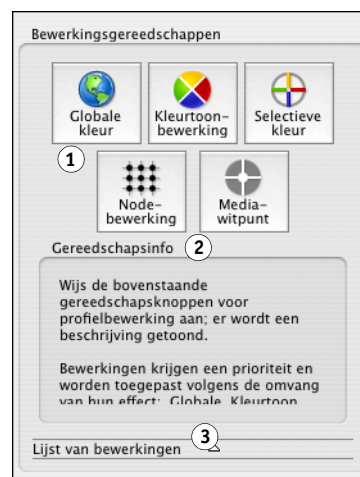 Bewerkingsgereedschappen
Globale
kleur
Kleurtoon-
bewerking
Selectieve
kleur
1
Node-
bewerking
Media-
witpunt
Gereedschapsinfo 2
Wijs de bovenstaande
gereedschapsknoppen voor
profielbewerking aan; er wordt een
beschrijving getoond.
Bewerkingen krijgen een prioriteit en
worden toegepast volgens de omvang
van hun effect: Globale, Kleurtoon
3
Lijst van bewerkingen